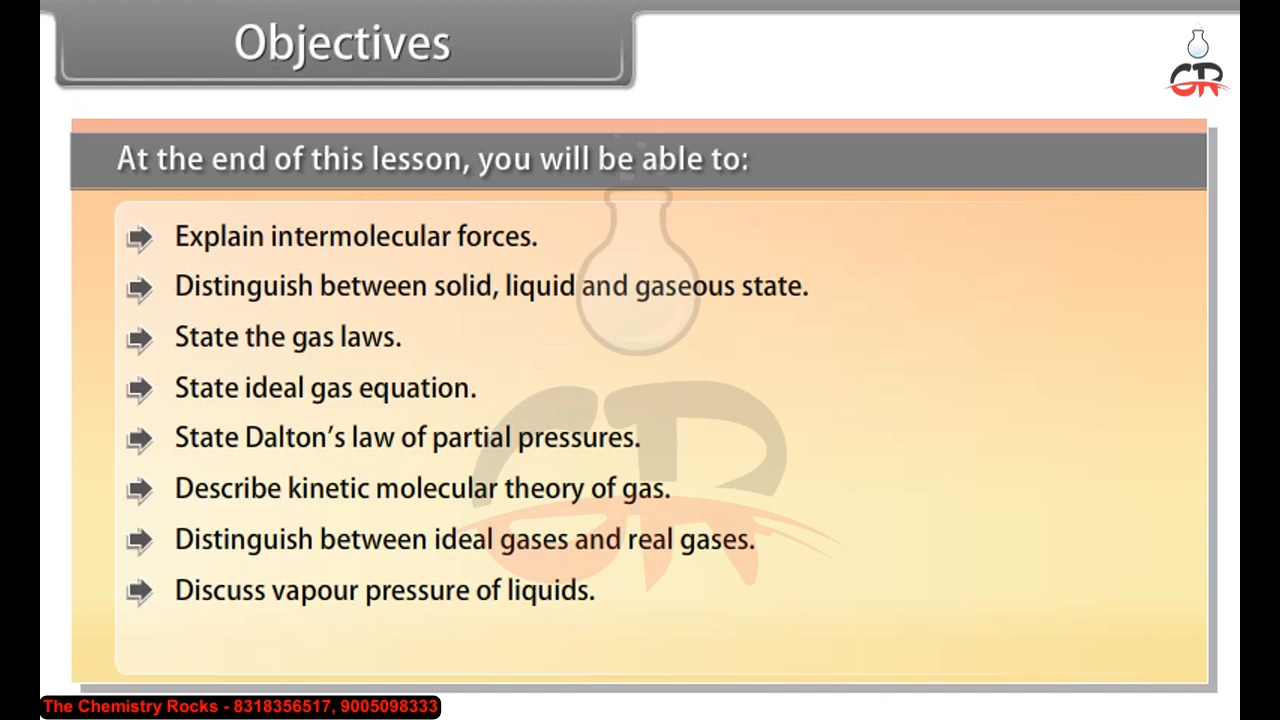 Objectives
CR
At the end of this lesson, you will be able to:
Explain intermolecular forces.
Distinguish between solid, liquid and gaseous state.
State the gas laws.
State ideal gas equation.
State Dalton's law of partial pressures.
Describe kinetic molecular theory of gas.
Distinguish between ideal gases and real gases.
Discuss vapour pressure of liquids.
CR
The Chemistry Rocks - 8318356517, 9005098333